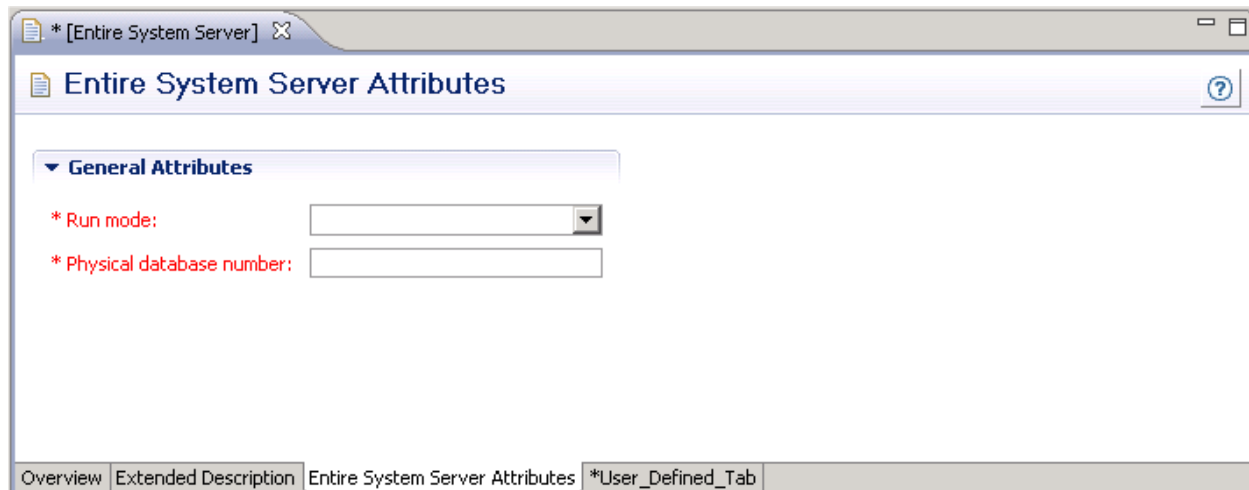 * [Entire System Server]
Entire System Server Attributes
General Attributes
* Run mode:
* Physical database number:
Overview Extended Description Entire System Server Attributes *User_Defined_Tab